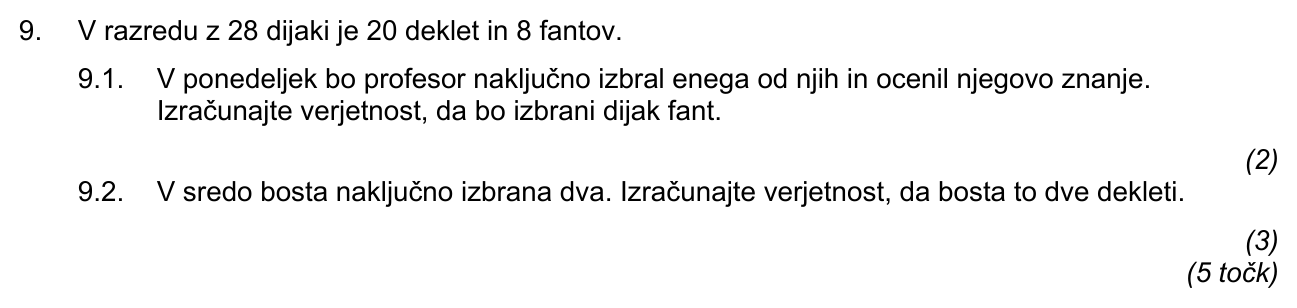 9. V razredu z 28 dijaki je 20 deklet in 8 fantov.
9.1. V ponedeljek bo profesor naključno izbral enega od njih in ocenil njegovo znanje.
Izračunajte verjetnost, da bo izbrani dijak fant.
(2)
9.2. V sredo bosta naključno izbrana dva. Izračunajte verjetnost, da bosta to dve dekleti.
(3)
(5 točk)